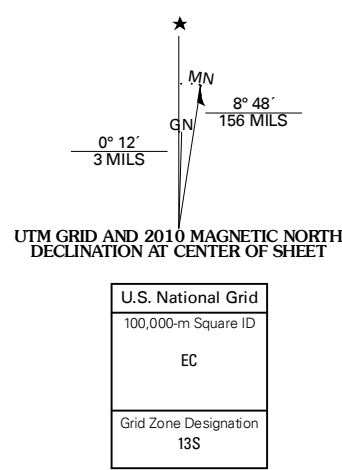 ★
MN
8° 48´
156 MILS
GN
0° 12´
3 MILS
UTM GRID AND 2010 MAGNETIC NORTH
DECLINATION AT CENTER OF SHEET
U.S. National Grid
100,000-m Square ID
EC
Grid Zone Designation
13S